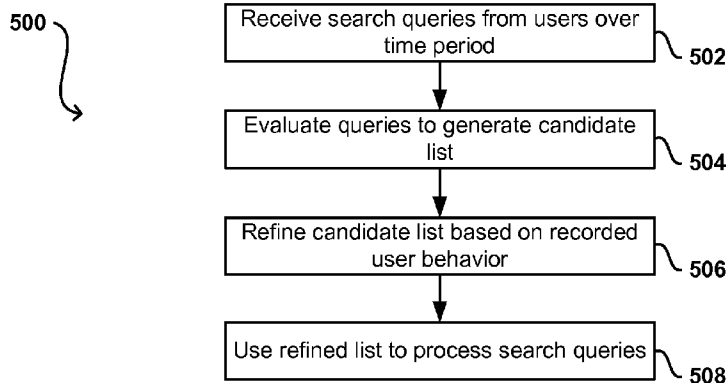 500
Receive search queries from users over
time period
502
Evaluate queries to generate candidate
list
504
Refine candidate list based on recorded
user behavior
506
Use refined list to process search queries
508